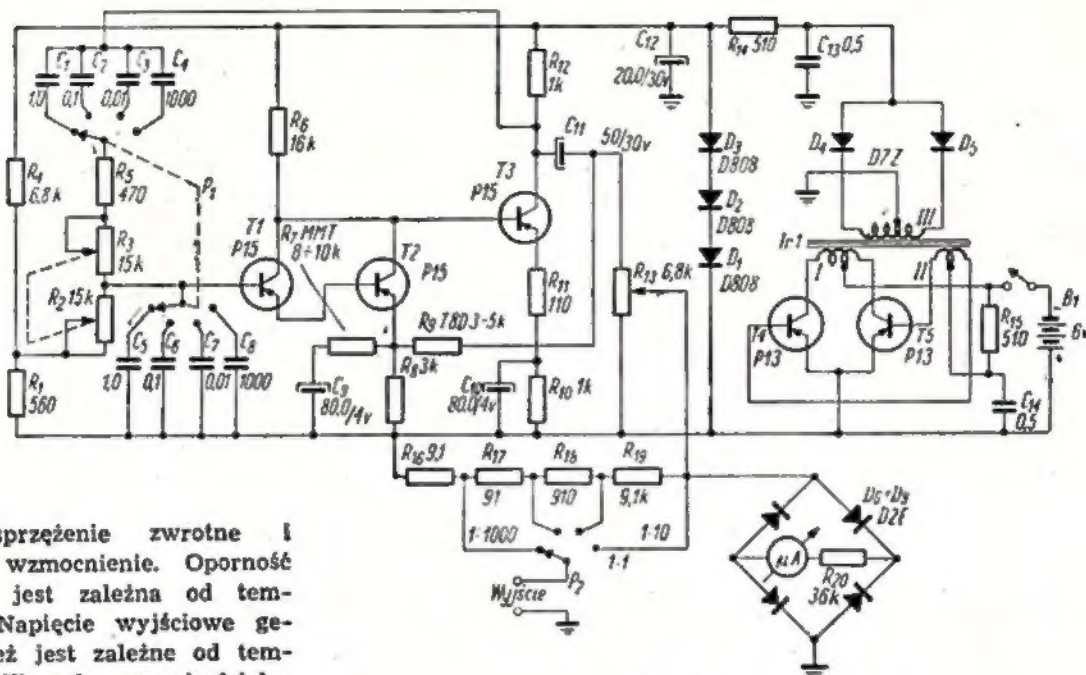 C₁ C₂ C₃ C₄
1,0 0,1 0,01 1000
R₄
6,8k
R₅
470
P₁
R₃
15k
R₂ 15k
R₁
560
C₅ C₆ C₇ C₈
1,0 0,1 0,01 1000
R₆
16k
T1
P15
R₇ MMT
8÷10k
T2
P15
R₉ T8D3-5k
R₈ 3k
C₉
80,0/4v
T3
P15
R₁₂
1k
C₁₁
50/30v
R₁₁
110
R₁₀ 1k
80,0/4v
R₁₃ 6,8k
C₁₂
20,0/30v
D₃
D808
D₂
D808
D₁
D808
R₁₄ 510
C₁₃ 0,5
D₄ D7Z D₅
III
Tr1
I II
T4
P13
T5
P13
R₁₅
510
C₁₄
0,5
B₁
6v
+
R₁₆ 9,1 R₁₇ R₁₈ R₁₉
91 910 9,1k
1:1000 1:10
1:1
P₂
Wyjście
D₆÷D₉
D2E
μA
R₂₀
36k
sprzężenie zwrotne i
wzmocnienie. Oporność
jest zależna od tem-
Napięcie wyjściowe ge-
eż jest zależne od tem-